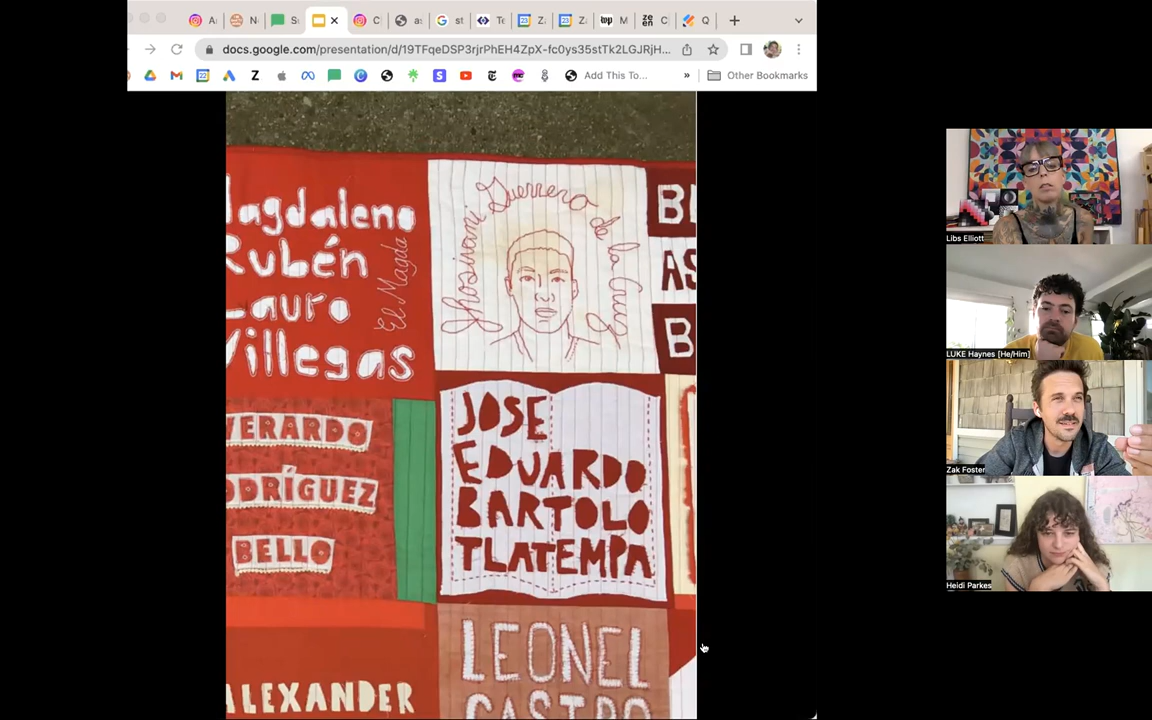 docs.google.com/presentation/d/19TFqeDSP3rjrPhEH4ZpX-fc0ys35stTk2LGJRjH...
Add This To...
»
Other Bookmarks
Magdaleno
Rubén
Lauro
Villegas
El Magda
Jhosivani Guerrero de la Cruz
JOSE
EDUARDO
BARTOLO
TLATEMPA
VERARDO
ODRÍGUEZ
BELLO
ALEXANDER
LEONEL
CASTRO
Libs Elliott
LUKE Haynes [He/Him]
Zak Foster
Heidi Parkes